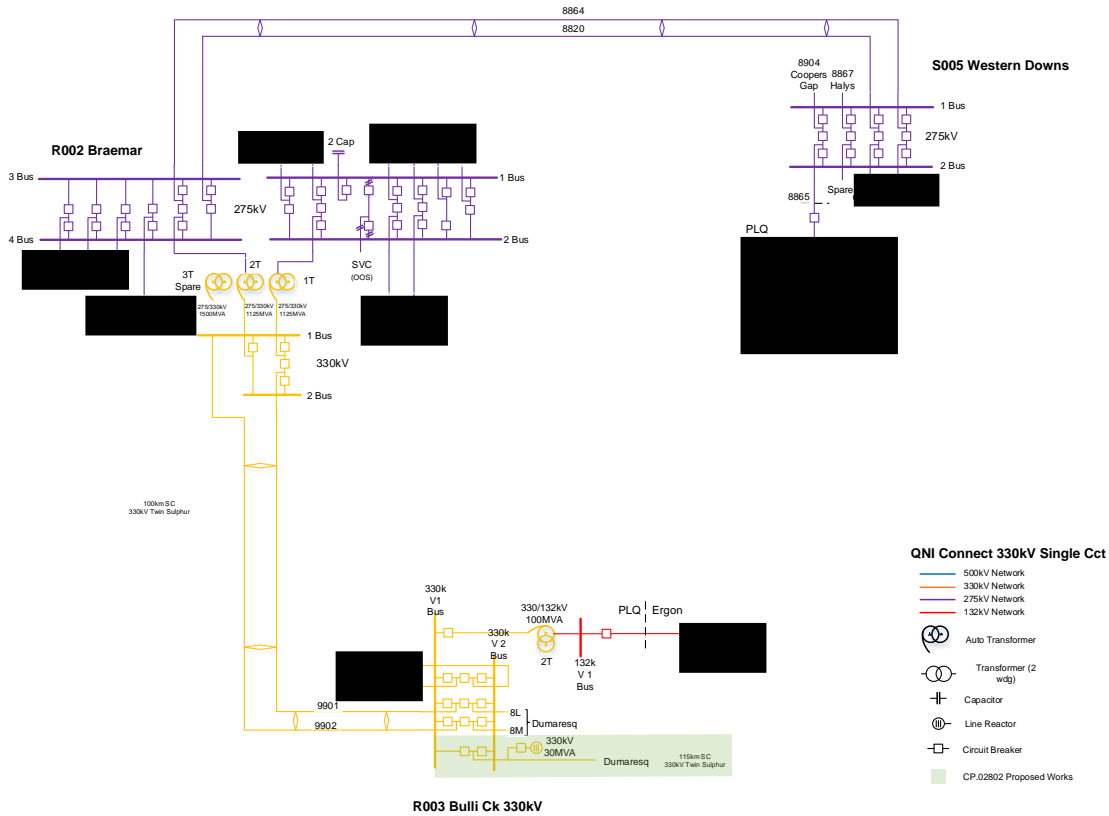 8864
8820
S005 Western Downs
8904
Coopers
Gap
8867
Halys
1 Bus
275kV
2 Bus
Spare
8865
PLQ
R002 Braemar
2 Cap
3 Bus
1 Bus
275kV
4 Bus
2 Bus
SVC
(OOS)
3T
Spare
2T
1T
275/330kV
1500MVA
275/330kV
1125MVA
275/330kV
1125MVA
1 Bus
330kV
2 Bus
100km SC
330kV Twin Sulphur
330k
V1
Bus
330k
V 2
Bus
330/132kV
100MVA
2T
PLQ
Ergon
132k
V 1
Bus
9901
9902
8L
8M
Dumaresq
330kV
30MVA
Dumaresq
115km SC
330kV Twin Sulphur
R003 Bulli Ck 330kV
QNI Connect 330kV Single Cct
500kV Network
330kV Network
275kV Network
132kV Network
Auto Transformer
Transformer (2
wdg)
Capacitor
Line Reactor
Circuit Breaker
CP.02802 Proposed Works